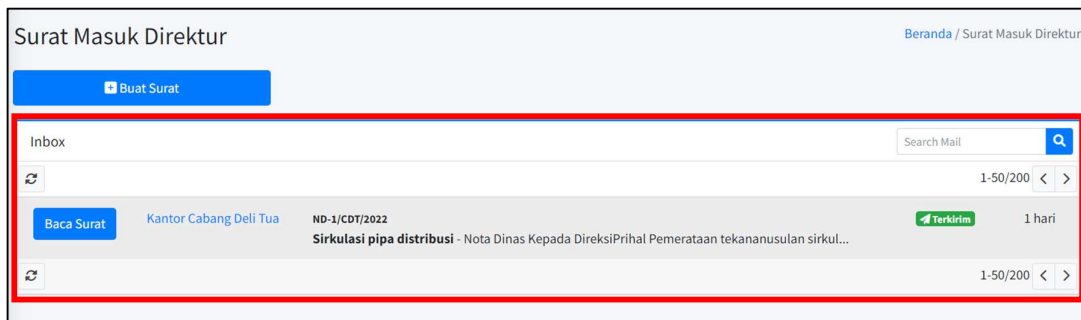 Surat Masuk Direktur
Beranda / Surat Masuk Direktur
Buat Surat
Inbox
Search Mail
1-50/200
Baca Surat
Kantor Cabang Deli Tua
ND-1/CDT/2022
Sirkulasi pipa distribusi - Nota Dinas Kepada DireksiPrihal Pemerataan tekananusulan sirkul...
Terkirim
1 hari
1-50/200